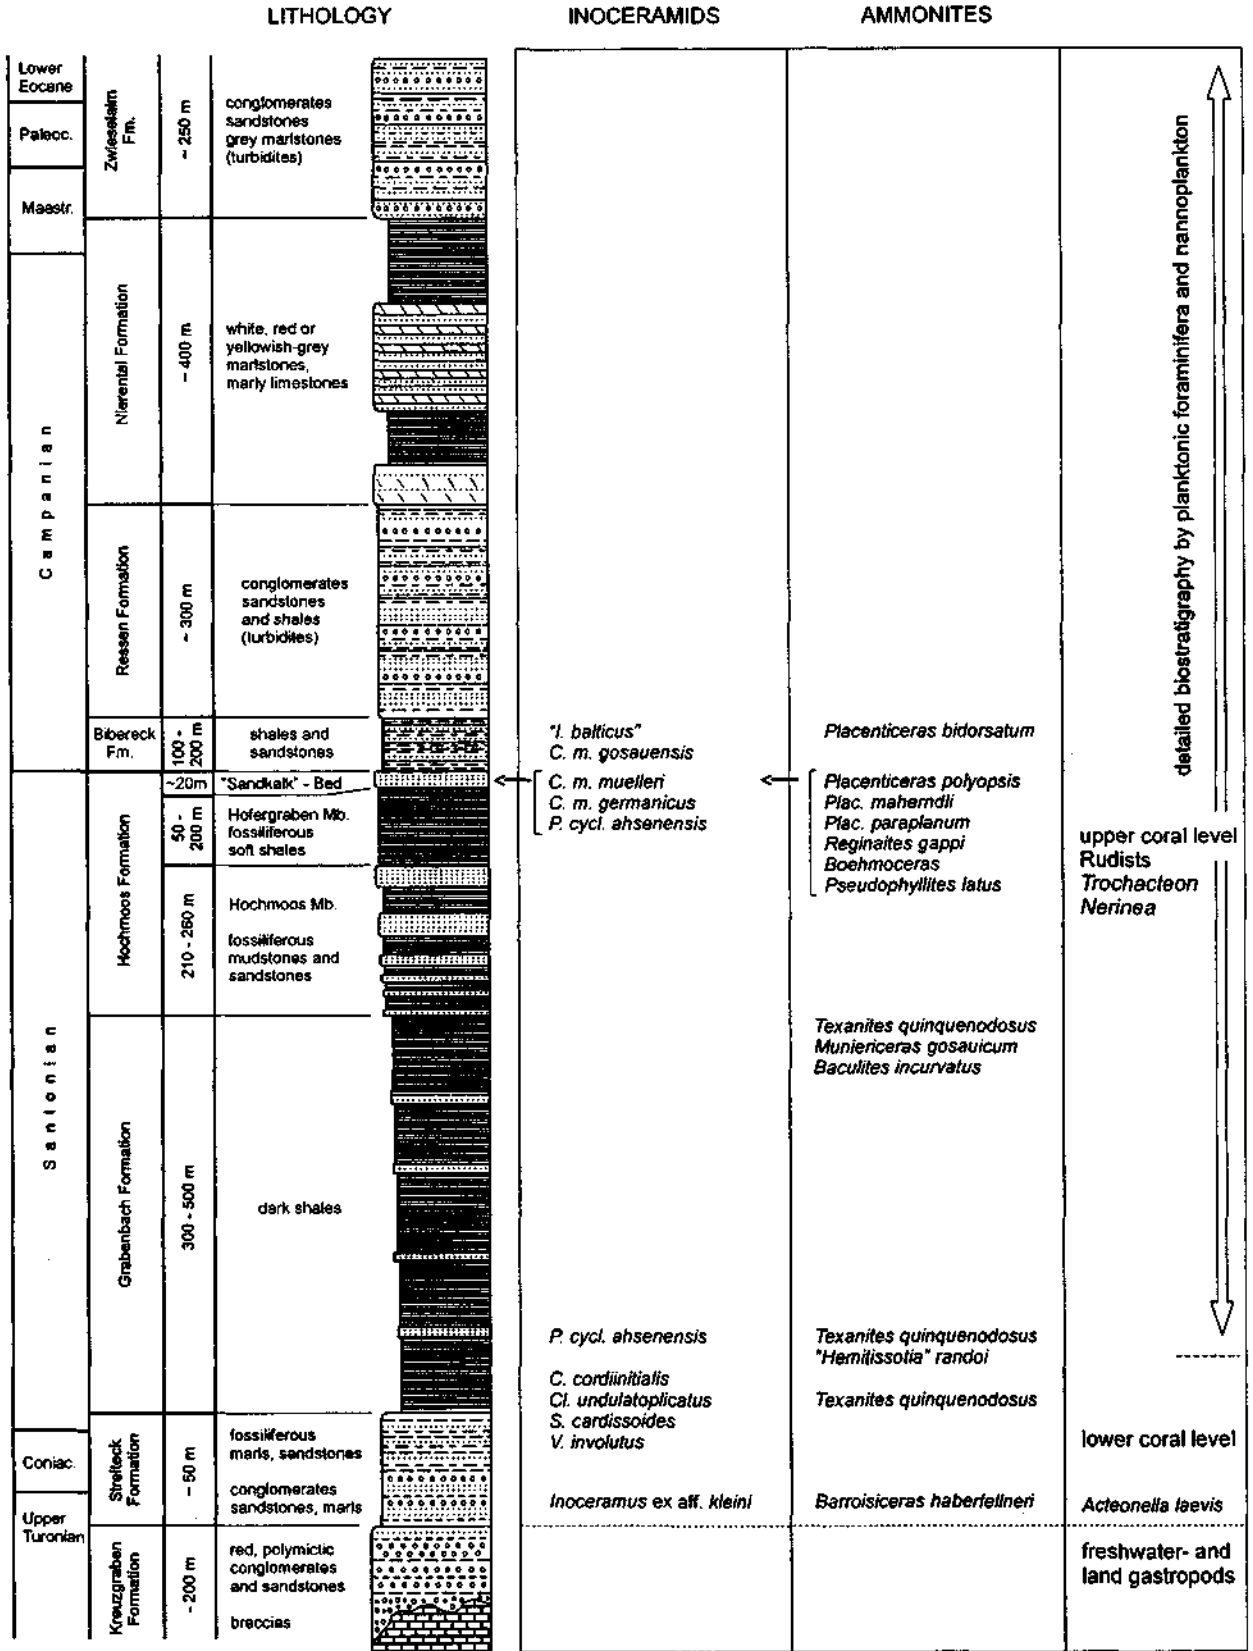 LITHOLOGY
INOCERAMIDS
AMMONITES
Lower
Eocene
Paleoc.
Maastr.
Campanian
Santonian
Coniac.
Upper
Turonian
Zwieselalm
Fm.
~ 250 m
conglomerates
sandstones
grey marlstones
(turbidites)
Nierental Formation
~ 400 m
white, red or
yellowish-grey
marlstones,
marly limestones
Ressen Formation
~ 300 m
conglomerates
sandstones
and shales
(turbidites)
Bibereck
Fm.
100 -
200 m
shales and
sandstones
"I. balticus"
C. m. gosauensis
Placenticeras bidorsatum
Hochmoos Formation
~20m
"Sandkalk" - Bed
C. m. muelleri
C. m. germanicus
P. cycl. ahsenensis
Placenticeras polyopsis
Plac. maherndli
Plac. paraplanum
Reginaites gappi
Boehmoceras
Pseudophyllites latus
50 -
200 m
Hofergraben Mb.
fossiliferous
soft shales
210 - 260 m
Hochmoos Mb.
fossiliferous
mudstones and
sandstones
Grabenbach Formation
300 - 500 m
dark shales
Texanites quinquenodosus
Muniericeras gosauicum
Baculites incurvatus
P. cycl. ahsenensis
Texanites quinquenodosus
"Hemitissotia" randoi
C. cordiinitialis
Cl. undulatoplicatus
S. cardissoides
V. involutus
Texanites quinquenodosus
Streiteck
Formation
~ 60 m
fossiliferous
marls, sandstones
conglomerates
sandstones, marls
Inoceramus ex aff. kleini
Barroisiceras haberfellneri
Acteonella laevis
Kreuzgraben
Formation
~ 200 m
red, polymictic
conglomerates
and sandstones
breccies
detailed biostratigraphy by planktonic foraminifera and nannoplankton
upper coral level
Rudists
Trochacteon
Nerinea
lower coral level
freshwater- and
land gastropods